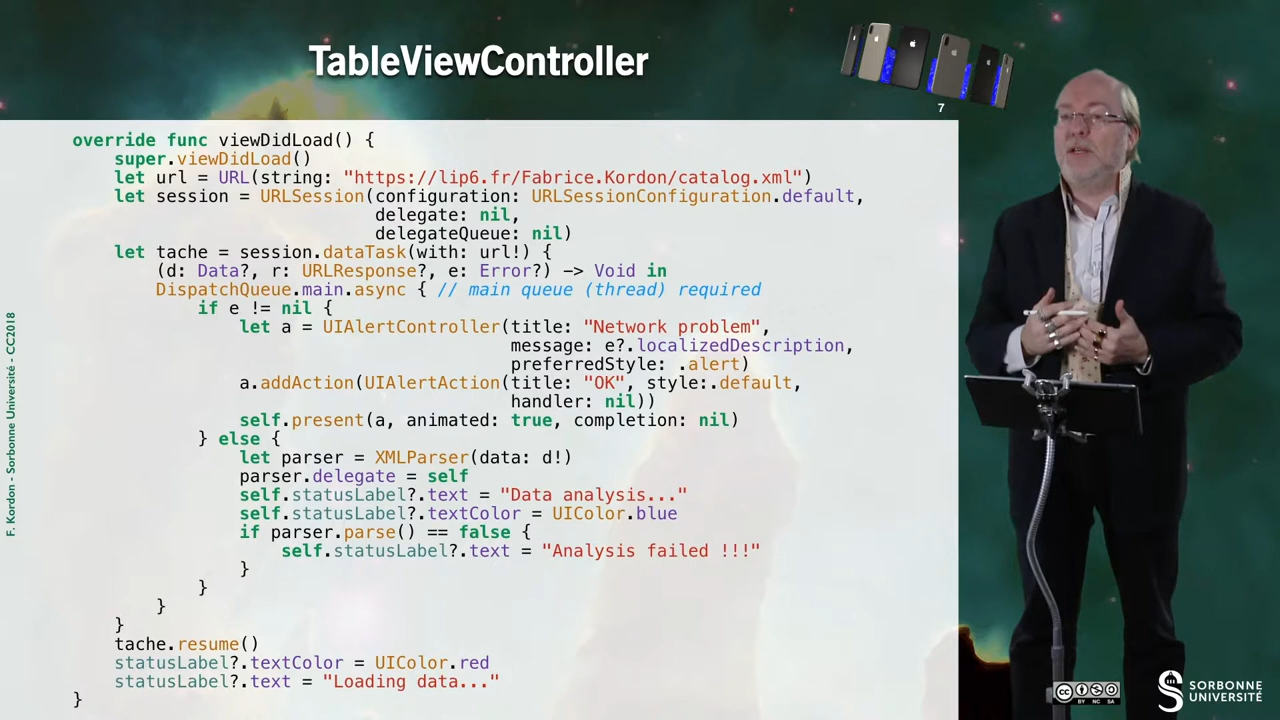 TableViewController
7
override func viewDidLoad() {
    super.viewDidLoad()
    let url = URL(string: "https://lip6.fr/Fabrice.Kordon/catalog.xml")
    let session = URLSession(configuration: URLSessionConfiguration.default,
                             delegate: nil,
                             delegateQueue: nil)
    let tache = session.dataTask(with: url!) {
        (d: Data?, r: URLResponse?, e: Error?) -> Void in
        DispatchQueue.main.async { // main queue (thread) required
            if e != nil {
                let a = UIAlertController(title: "Network problem",
                                          message: e?.localizedDescription,
                                          preferredStyle: .alert)
                a.addAction(UIAlertAction(title: "OK", style:.default,
                                          handler: nil))
                self.present(a, animated: true, completion: nil)
            } else {
                let parser = XMLParser(data: d!)
                parser.delegate = self
                self.statusLabel?.text = "Data analysis..."
                self.statusLabel?.textColor = UIColor.blue
                if parser.parse() == false {
                    self.statusLabel?.text = "Analysis failed !!!"
                }
            }
        }
    }
    tache.resume()
    statusLabel?.textColor = UIColor.red
    statusLabel?.text = "Loading data..."
}
F. Kordon - Sorbonne Université - CC2018
CC BY NC SA
SORBONNE
UNIVERSITÉ